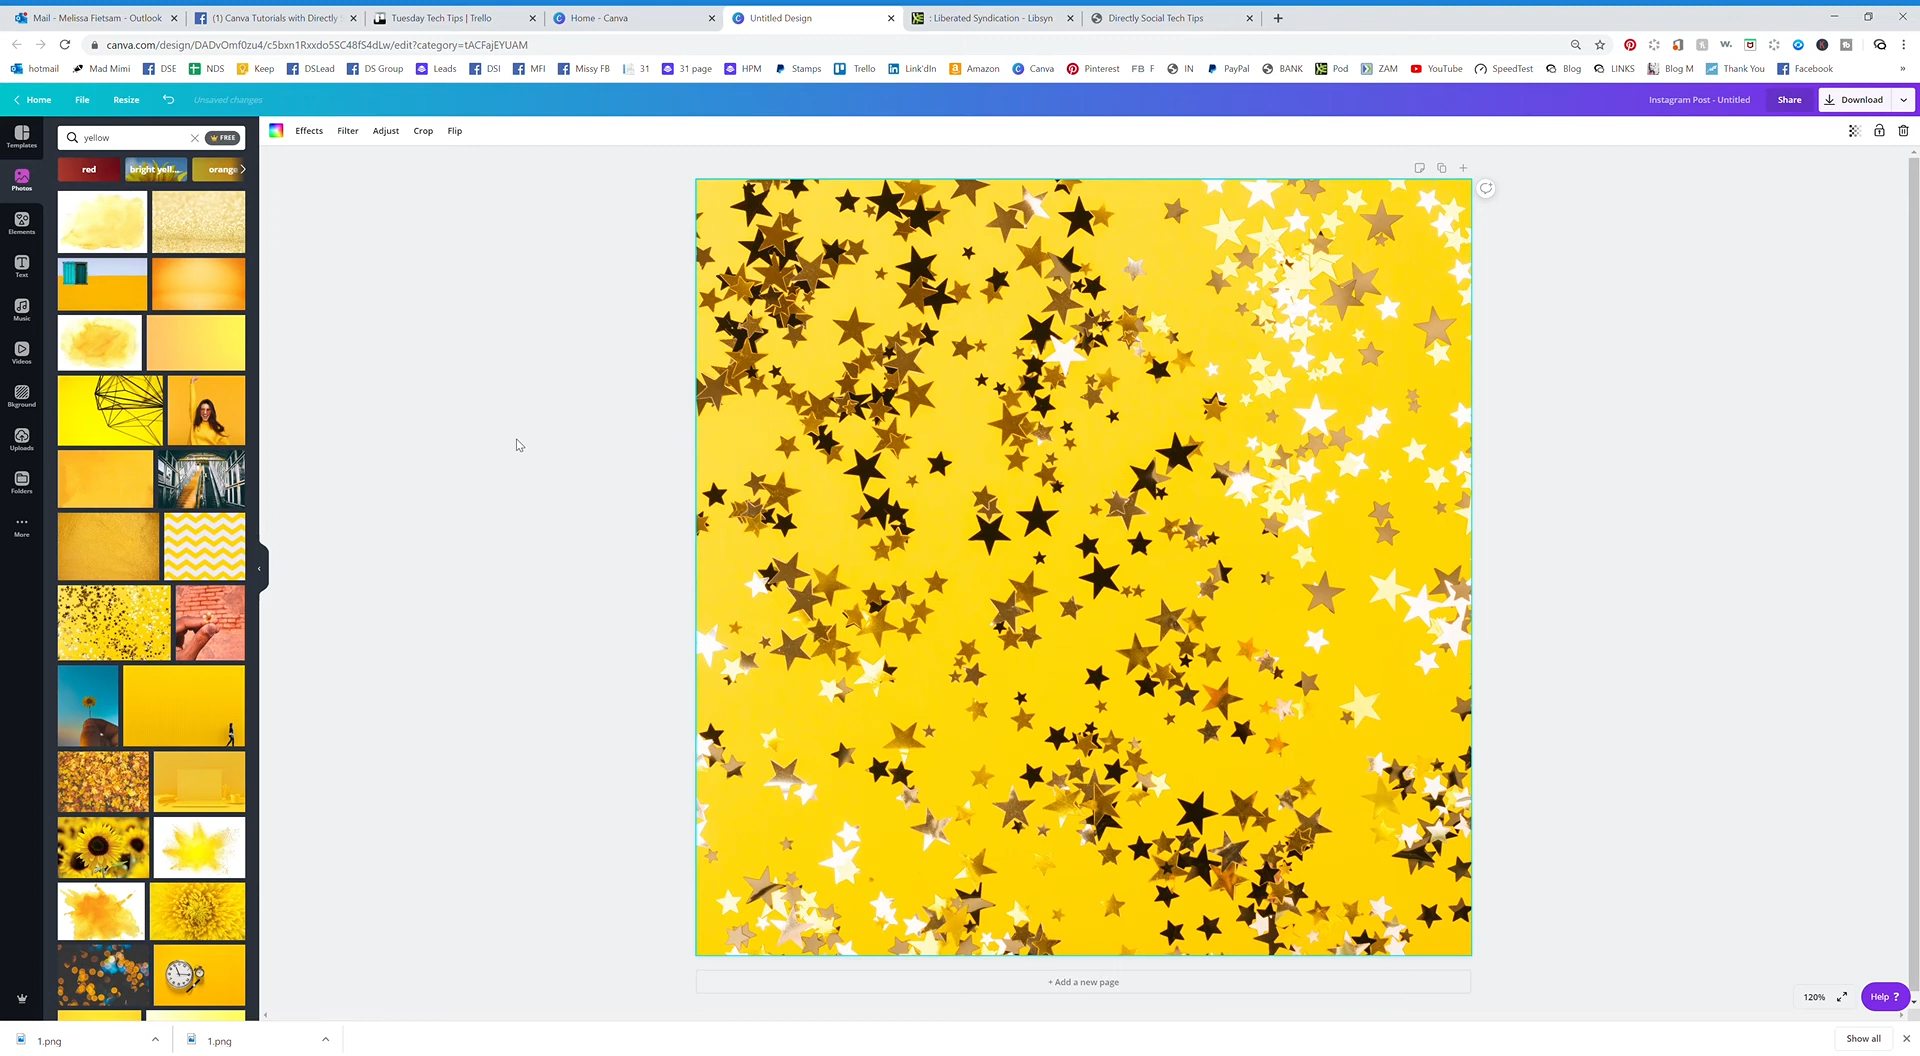 Mail - Melissa Fietsam - Outlook
(1) Canva Tutorials with Directly S
Tuesday Tech Tips | Trello
Home - Canva
Untitled Design
: Liberated Syndication - Libsyn
Directly Social Tech Tips
canva.com/design/DADvOmf0zu4/c5bxn1Rxxdo5SC48fS4dLw/edit?category=tACFajEYUAM
hotmail
Mad Mimi
DSE
NDS
Keep
DSLead
DS Group
Leads
DSI
MFI
Missy FB
31
31 page
HPM
Stamps
Trello
Link'dIn
Amazon
Canva
Pinterest
FB F
IN
PayPal
BANK
Pod
ZAM
YouTube
SpeedTest
Blog
LINKS
Blog M
Thank You
Facebook
Home
File
Resize
Unsaved changes
Instagram Post - Untitled
Share
Download
Templates
Photos
Elements
Text
Music
Videos
Bkground
Uploads
Folders
More
yellow
FREE
red
bright yell...
orange
Effects
Filter
Adjust
Crop
Flip
+ Add a new page
120%
Help ?
1.png
1.png
Show all